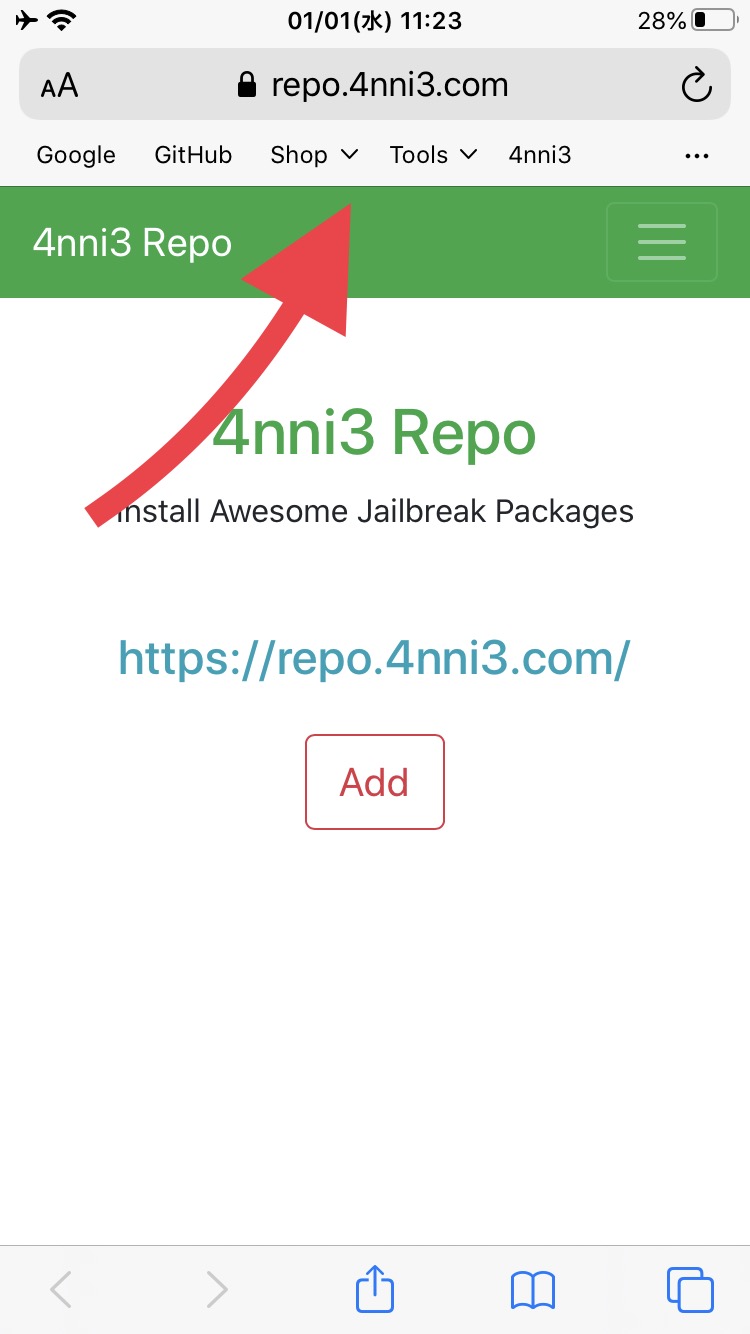 01/01(水) 11:23 28%
AA repo.4nni3.com
Google GitHub Shop Tools 4nni3 ...
4nni3 Repo
4nni3 Repo
Install Awesome Jailbreak Packages
https://repo.4nni3.com/
Add